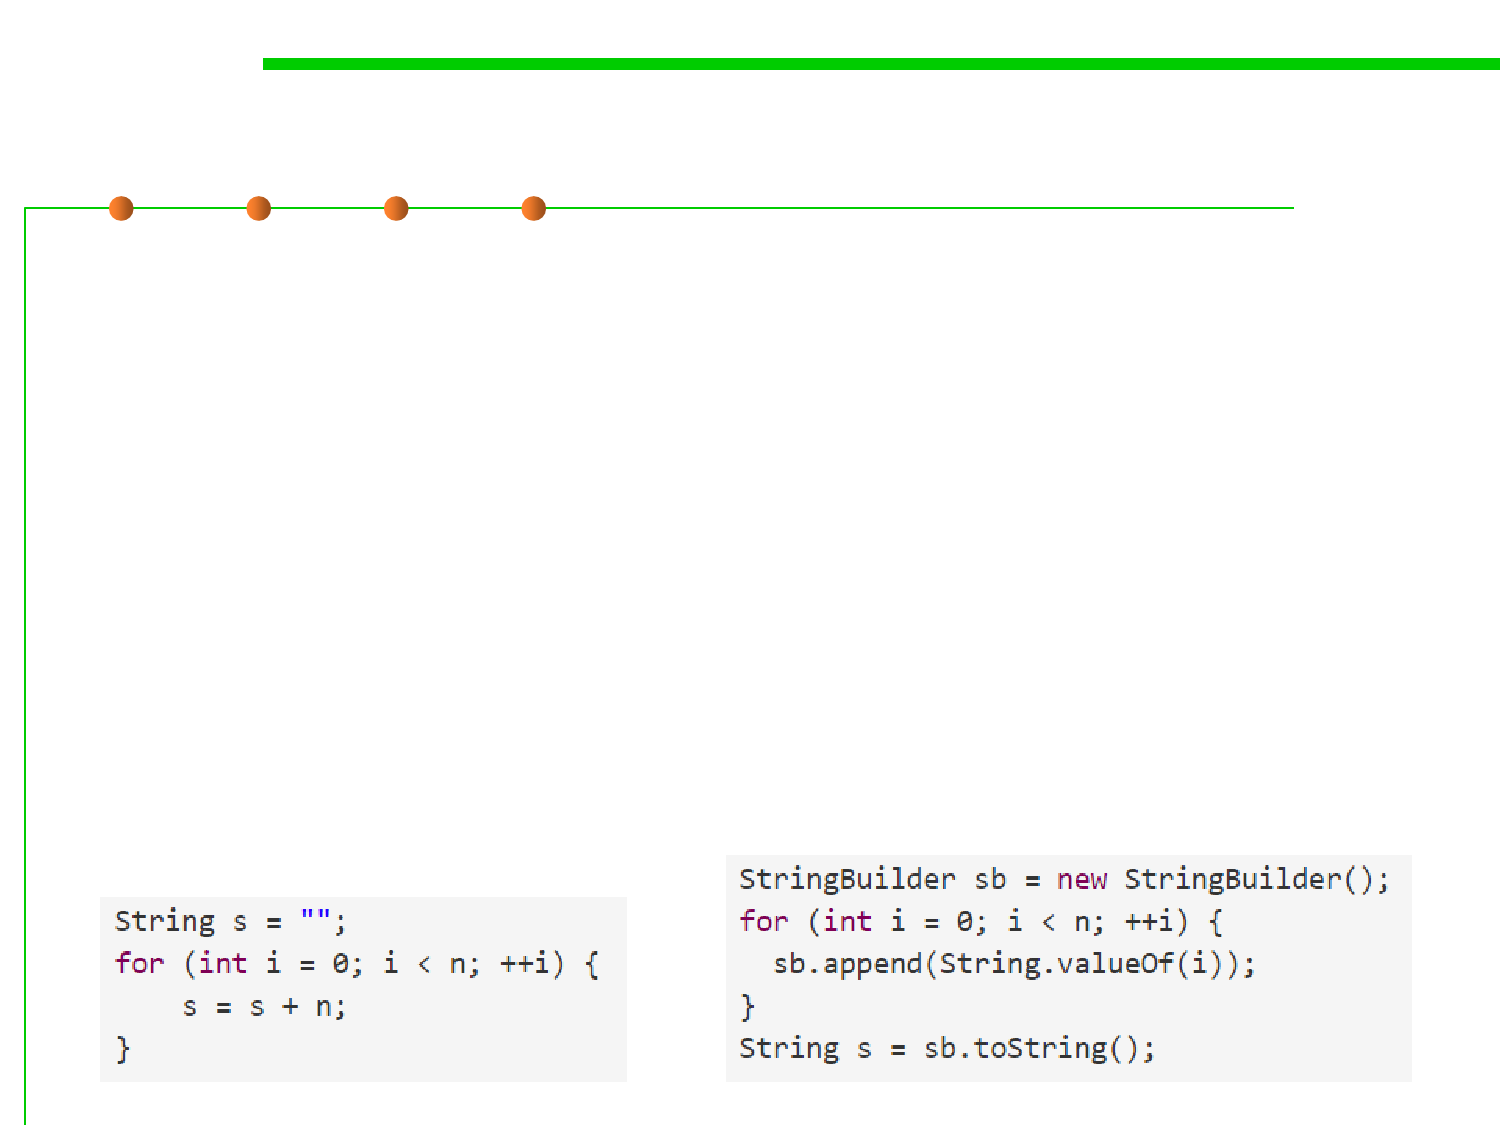 String s = "";
for (int i = 0; i < n; ++i) {
    s = s + n;
}
StringBuilder sb = new StringBuilder();
for (int i = 0; i < n; ++i) {
  sb.append(String.valueOf(i));
}
String s = sb.toString();